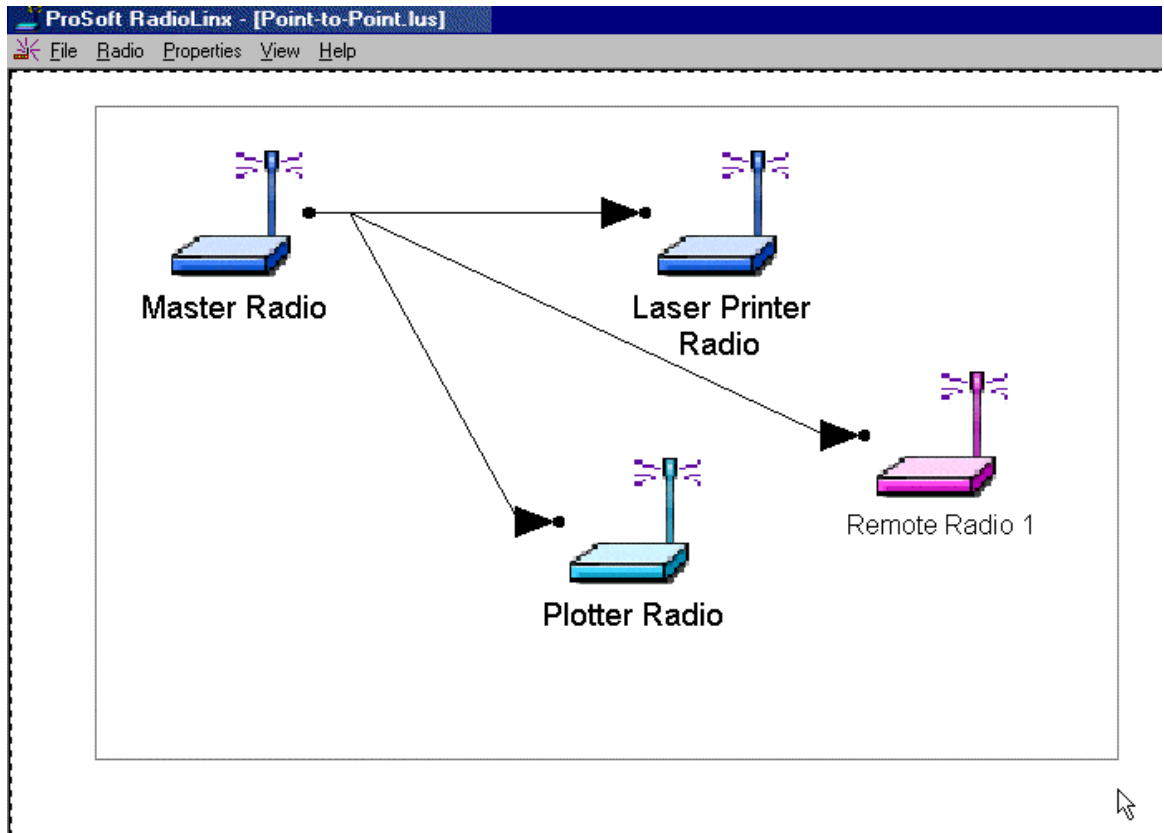 ProSoft RadioLinx - [Point-to-Point.lus]
File Radio Properties View Help
Master Radio
Laser Printer
Radio
Remote Radio 1
Plotter Radio